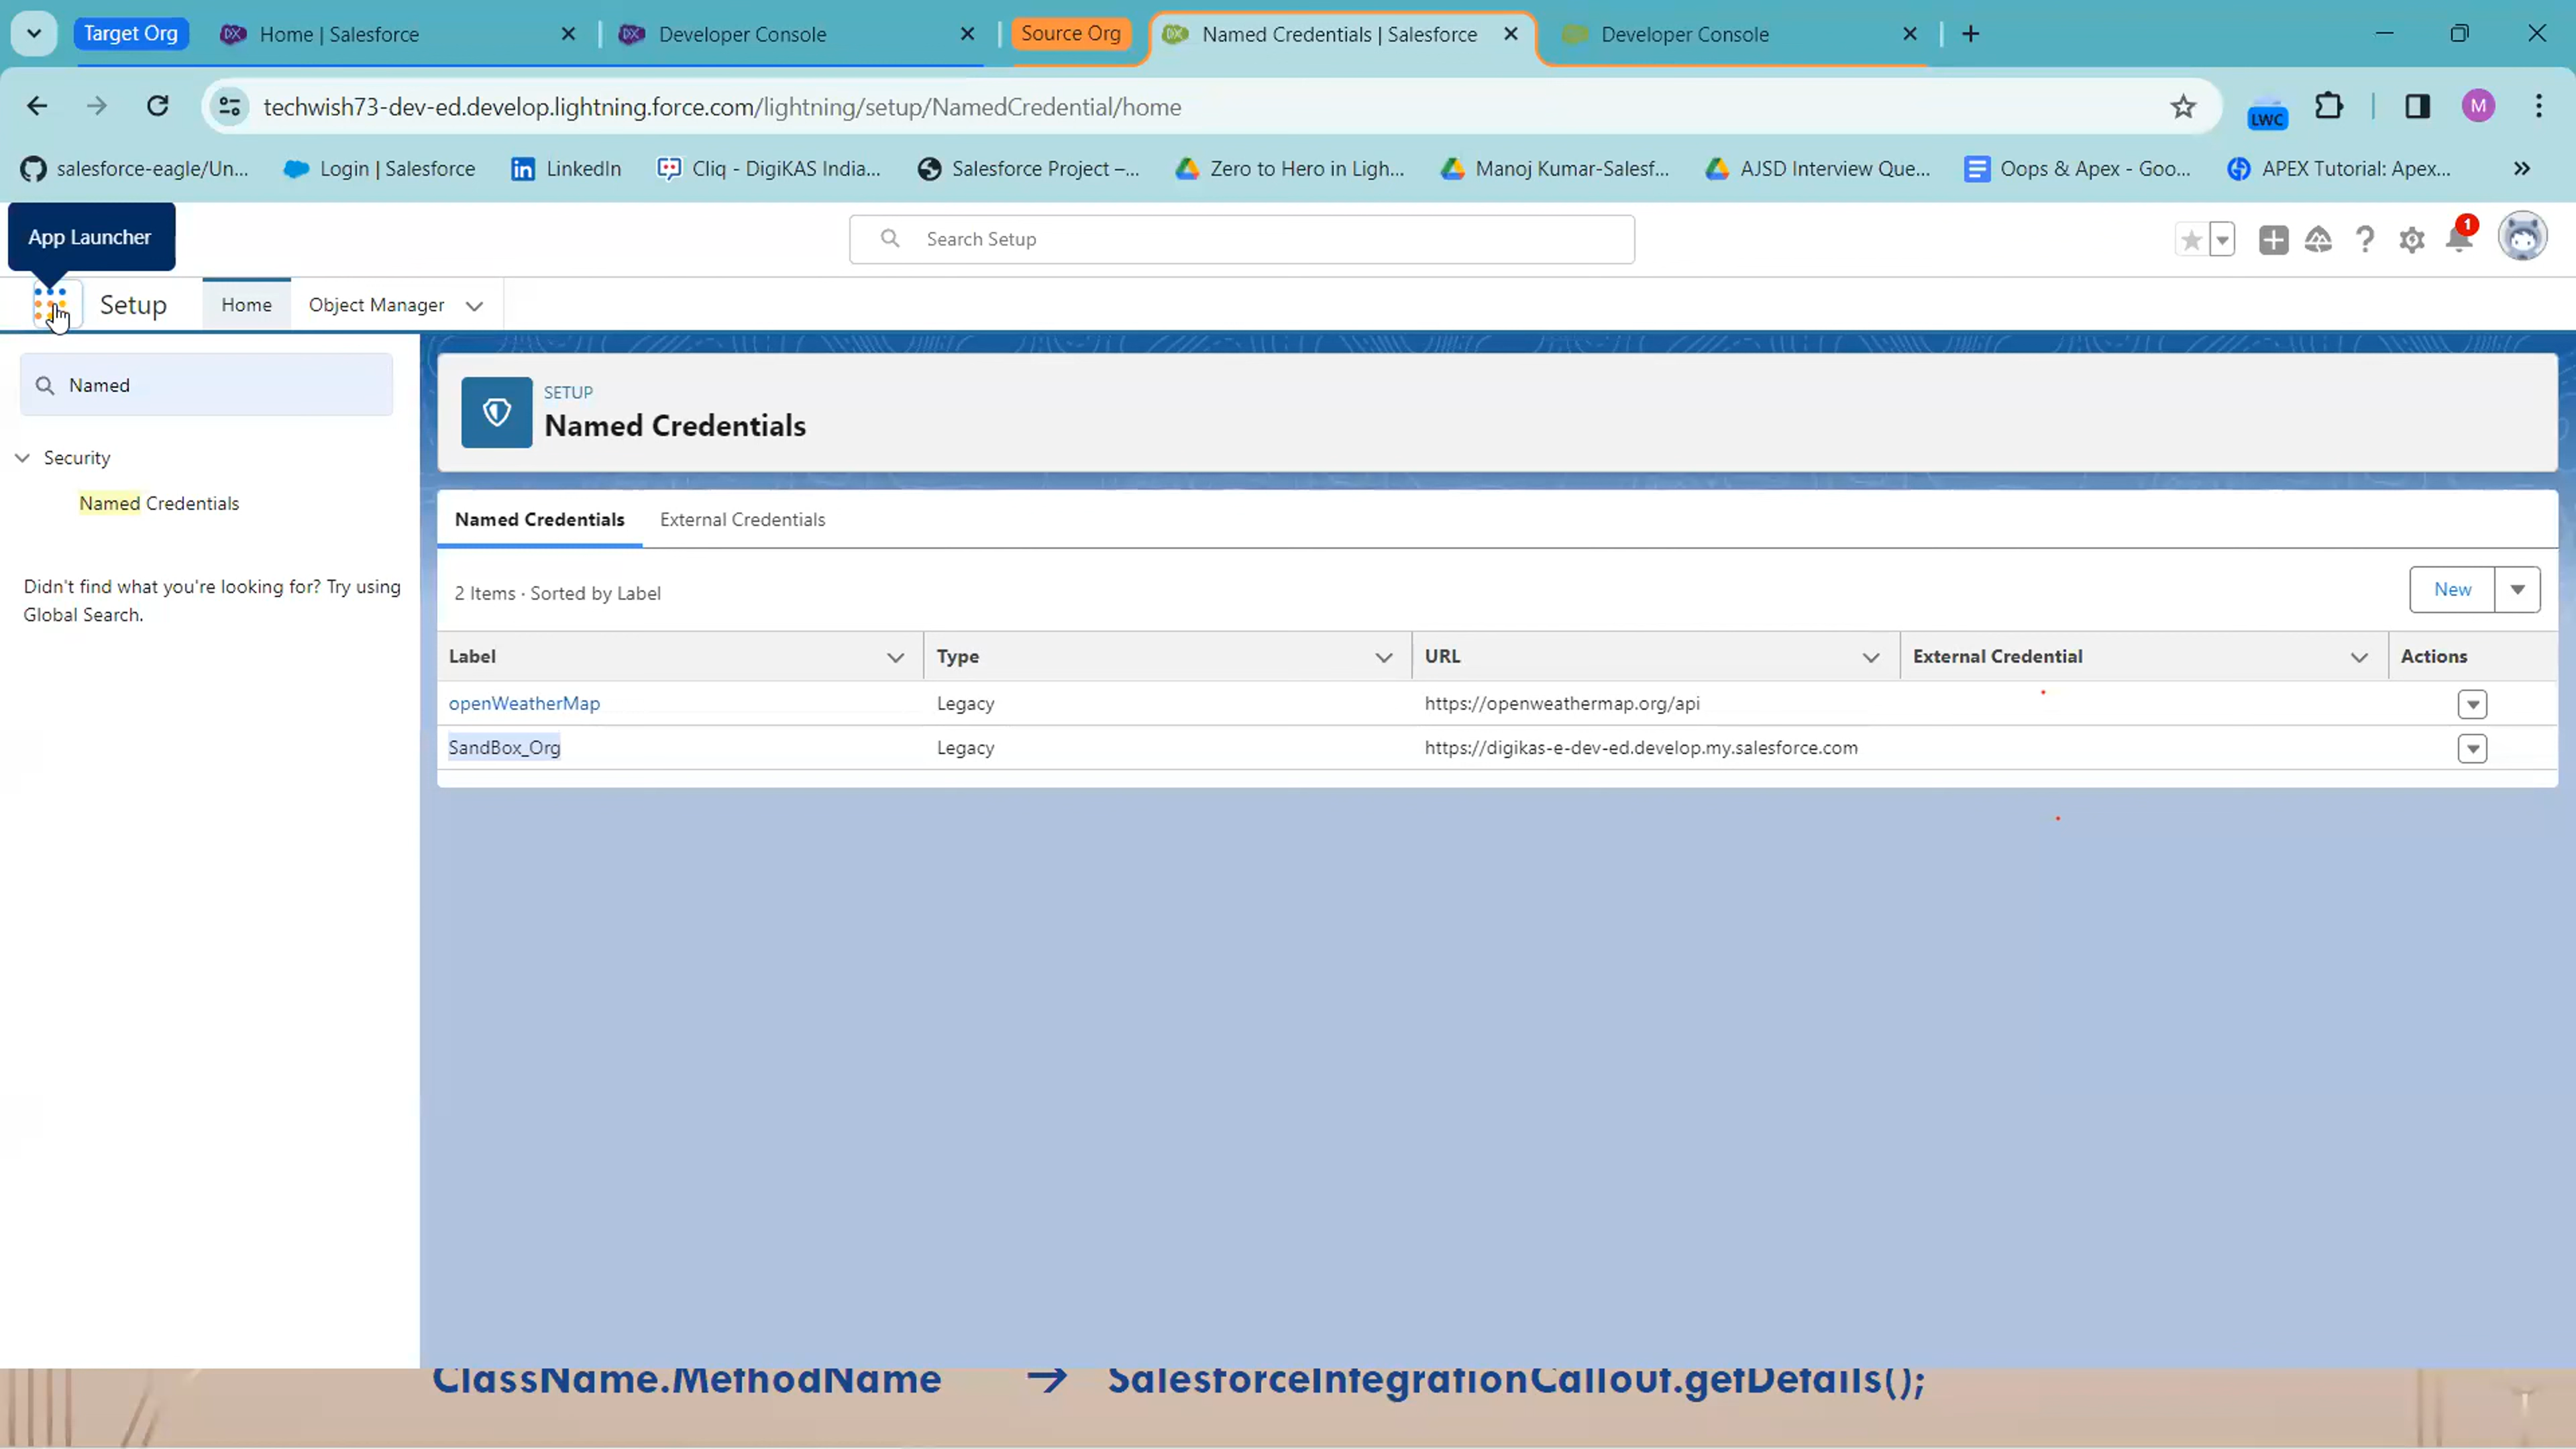 Target Org
Home | Salesforce
Developer Console
Source Org
Named Credentials | Salesforce
Developer Console
techwish73-dev-ed.develop.lightning.force.com/lightning/setup/NamedCredential/home
LWC
M
salesforce-eagle/Un...
Login | Salesforce
LinkedIn
Cliq - DigiKAS India...
Salesforce Project –...
Zero to Hero in Ligh...
Manoj Kumar-Salesf...
AJSD Interview Que...
Oops & Apex - Goo...
APEX Tutorial: Apex...
App Launcher
Search Setup
1
Setup
Home
Object Manager
Named
Security
Named Credentials
Didn't find what you're looking for? Try using
Global Search.
SETUP
Named Credentials
Named Credentials
External Credentials
2 Items · Sorted by Label
New
Label
Type
URL
External Credential
Actions
openWeatherMap
Legacy
https://openweathermap.org/api
SandBox_Org
Legacy
https://digikas-e-dev-ed.develop.my.salesforce.com
ClassName.MethodName → SalesforceIntegrationCallout.getDetails();